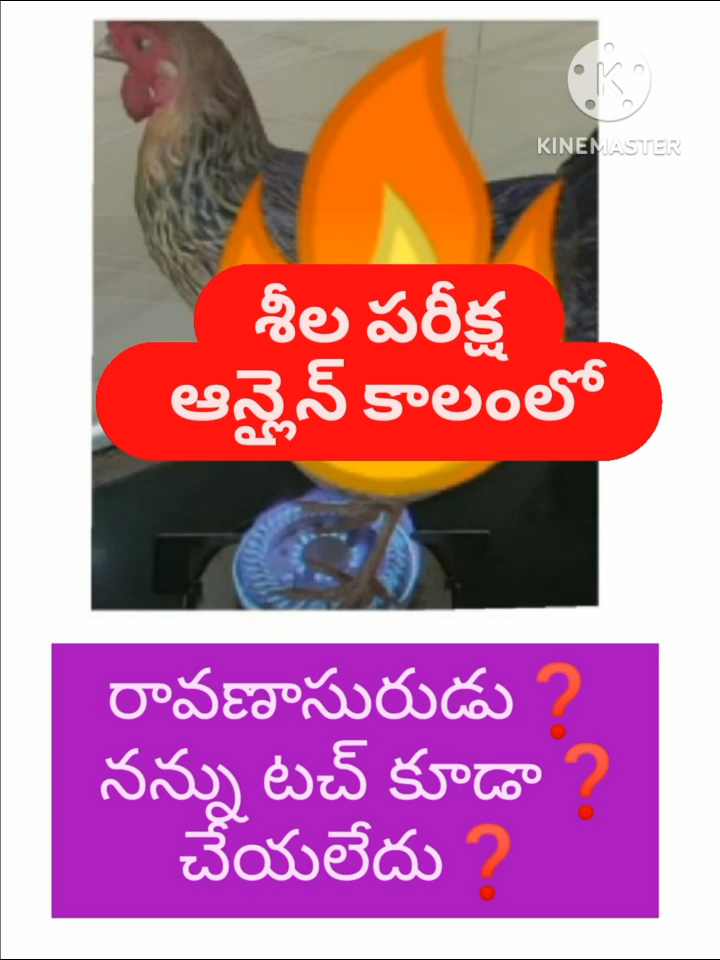 KINEMASTER
శీల పరీక్ష
ఆన్లైన్ కాలంలో
రావణాసురుడు❓
నన్ను టచ్ కూడా❓
చేయలేదు❓